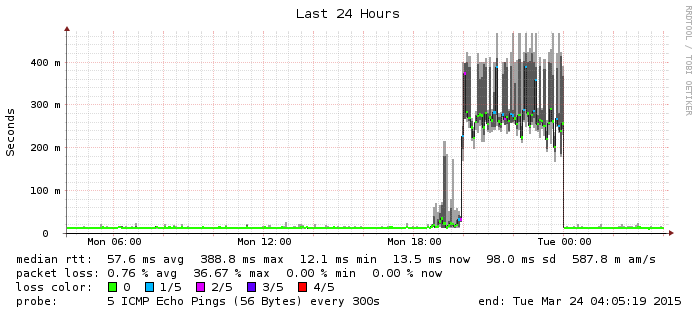 Last 24 Hours
RRDTOOL / TOBI OETIKER
Seconds
400 m
300 m
200 m
100 m
0
Mon 06:00 Mon 12:00 Mon 18:00 Tue 00:00
median rtt: 57.6 ms avg 388.8 ms max 12.1 ms min 13.5 ms now 98.0 ms sd 587.8 m am/s
packet loss: 0.76 % avg 36.67 % max 0.00 % min 0.00 % now
loss color: 0 1/5 2/5 3/5 4/5
probe: 5 ICMP Echo Pings (56 Bytes) every 300s end: Tue Mar 24 04:05:19 2015